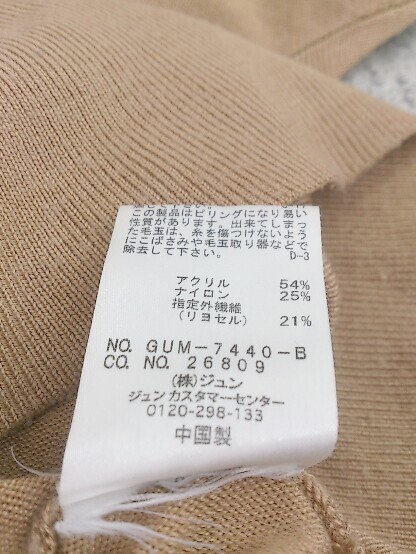 この製品はピリングになり易い
性質があります。出来てしまっ
た毛玉は、糸を傷つけないよう
にこばさみや毛玉取り器などで
除去して下さい。 D-3
アクリル 54%
ナイロン 25%
指定外繊維
(リヨセル) 21%
NO. GUM-7440-B
CO. NO. 26809
(株)ジュン
ジュンカスタマーセンター
0120-298-133
中国製